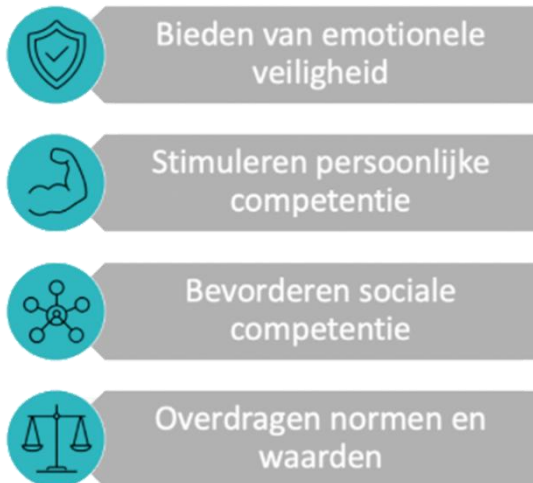 Bieden van emotionele
veiligheid
Stimuleren persoonlijke
competentie
Bevorderen sociale
competentie
Overdragen normen en
waarden